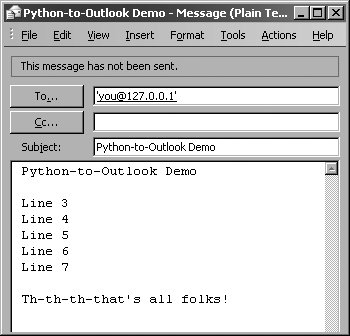 Python-to-Outlook Demo - Message (Plain Te...
File Edit View Insert Format Tools Actions Help
This message has not been sent.
To... 'you@127.0.0.1'
Cc...
Subject: Python-to-Outlook Demo
Python-to-Outlook Demo
Line 3
Line 4
Line 5
Line 6
Line 7
Th-th-th-that's all folks!